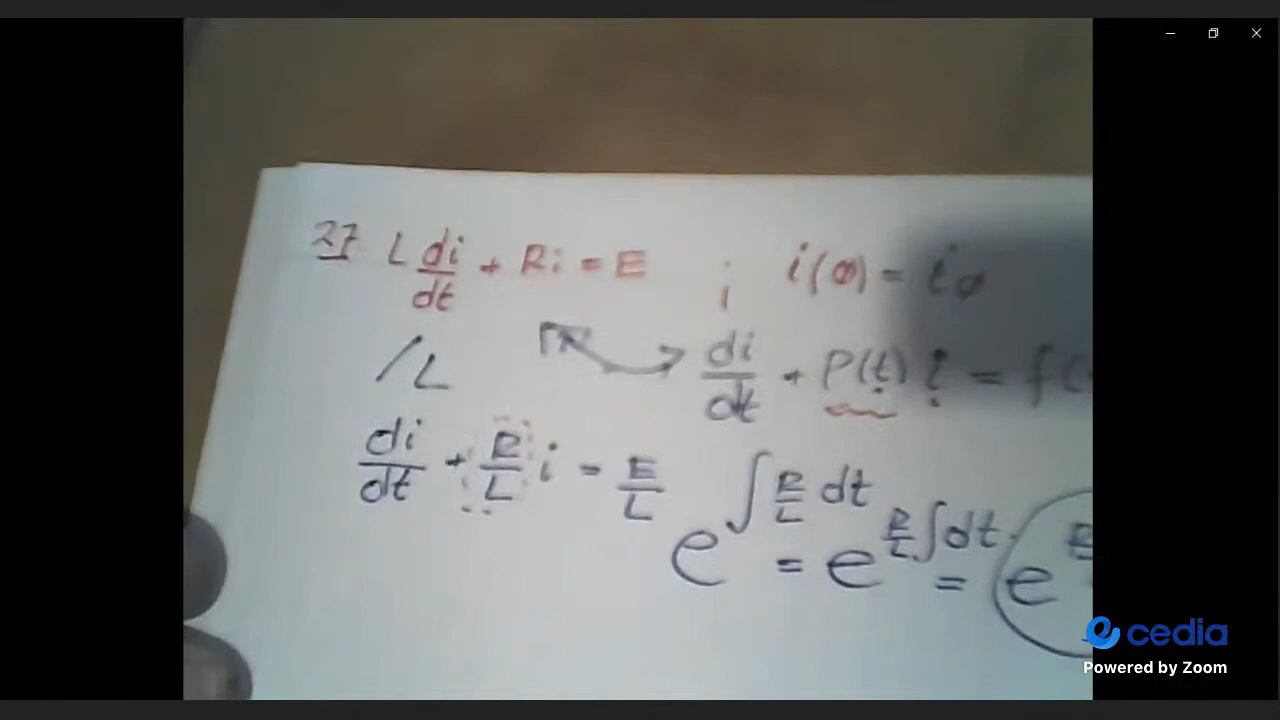 27 L di/dt + Ri = E ; i(0) = i0
/L di/dt + P(t) i = f(
di/dt + R/L i = E/L e^∫ R/L dt = e^R/L ∫dt = e^R
cedia
Powered by Zoom